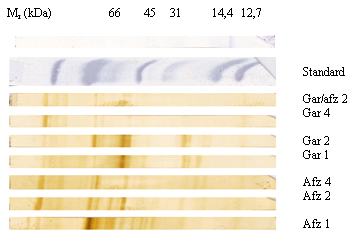 Mr (kDa) 66 45 31 14,4 12,7
Standard
Gar/afz 2
Gar 4
Gar 2
Gar 1
Afz 4
Afz 2
Afz 1